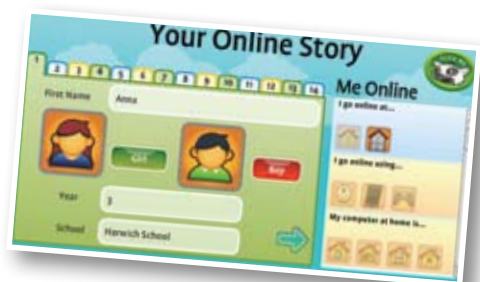 Your Online Story
1 2 3 4 5 6 7 8 9 10 11 12 13 14
First Name Anna
Girl Boy
Year 3
School Harwich School
Me Online
I go online at...
I go online using...
My computer at home is...